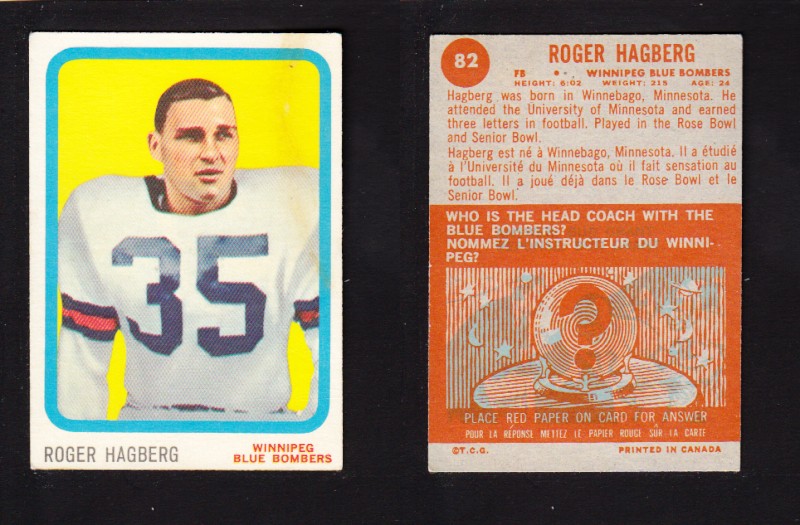 35
ROGER HAGBERG
WINNIPEG
BLUE BOMBERS
82
ROGER HAGBERG
FB • • • WINNIPEG BLUE BOMBERS
HEIGHT: 6:02 WEIGHT: 215 AGE: 24
Hagberg was born in Winnebago, Minnesota. He
attended the University of Minnesota and earned
three letters in football. Played in the Rose Bowl
and Senior Bowl.
Hagberg est né à Winnebago, Minnesota. Il a étudié
à l'Université du Minnesota où il fait sensation au
football. Il a joué déjà dans le Rose Bowl et le
Senior Bowl.
WHO IS THE HEAD COACH WITH THE
BLUE BOMBERS?
NOMMEZ L'INSTRUCTEUR DU WINNI-
PEG?
?
PLACE RED PAPER ON CARD FOR ANSWER
POUR LA RÉPONSE METTEZ LE PAPIER ROUGE SUR LA CARTE
©T.C.G. PRINTED IN CANADA